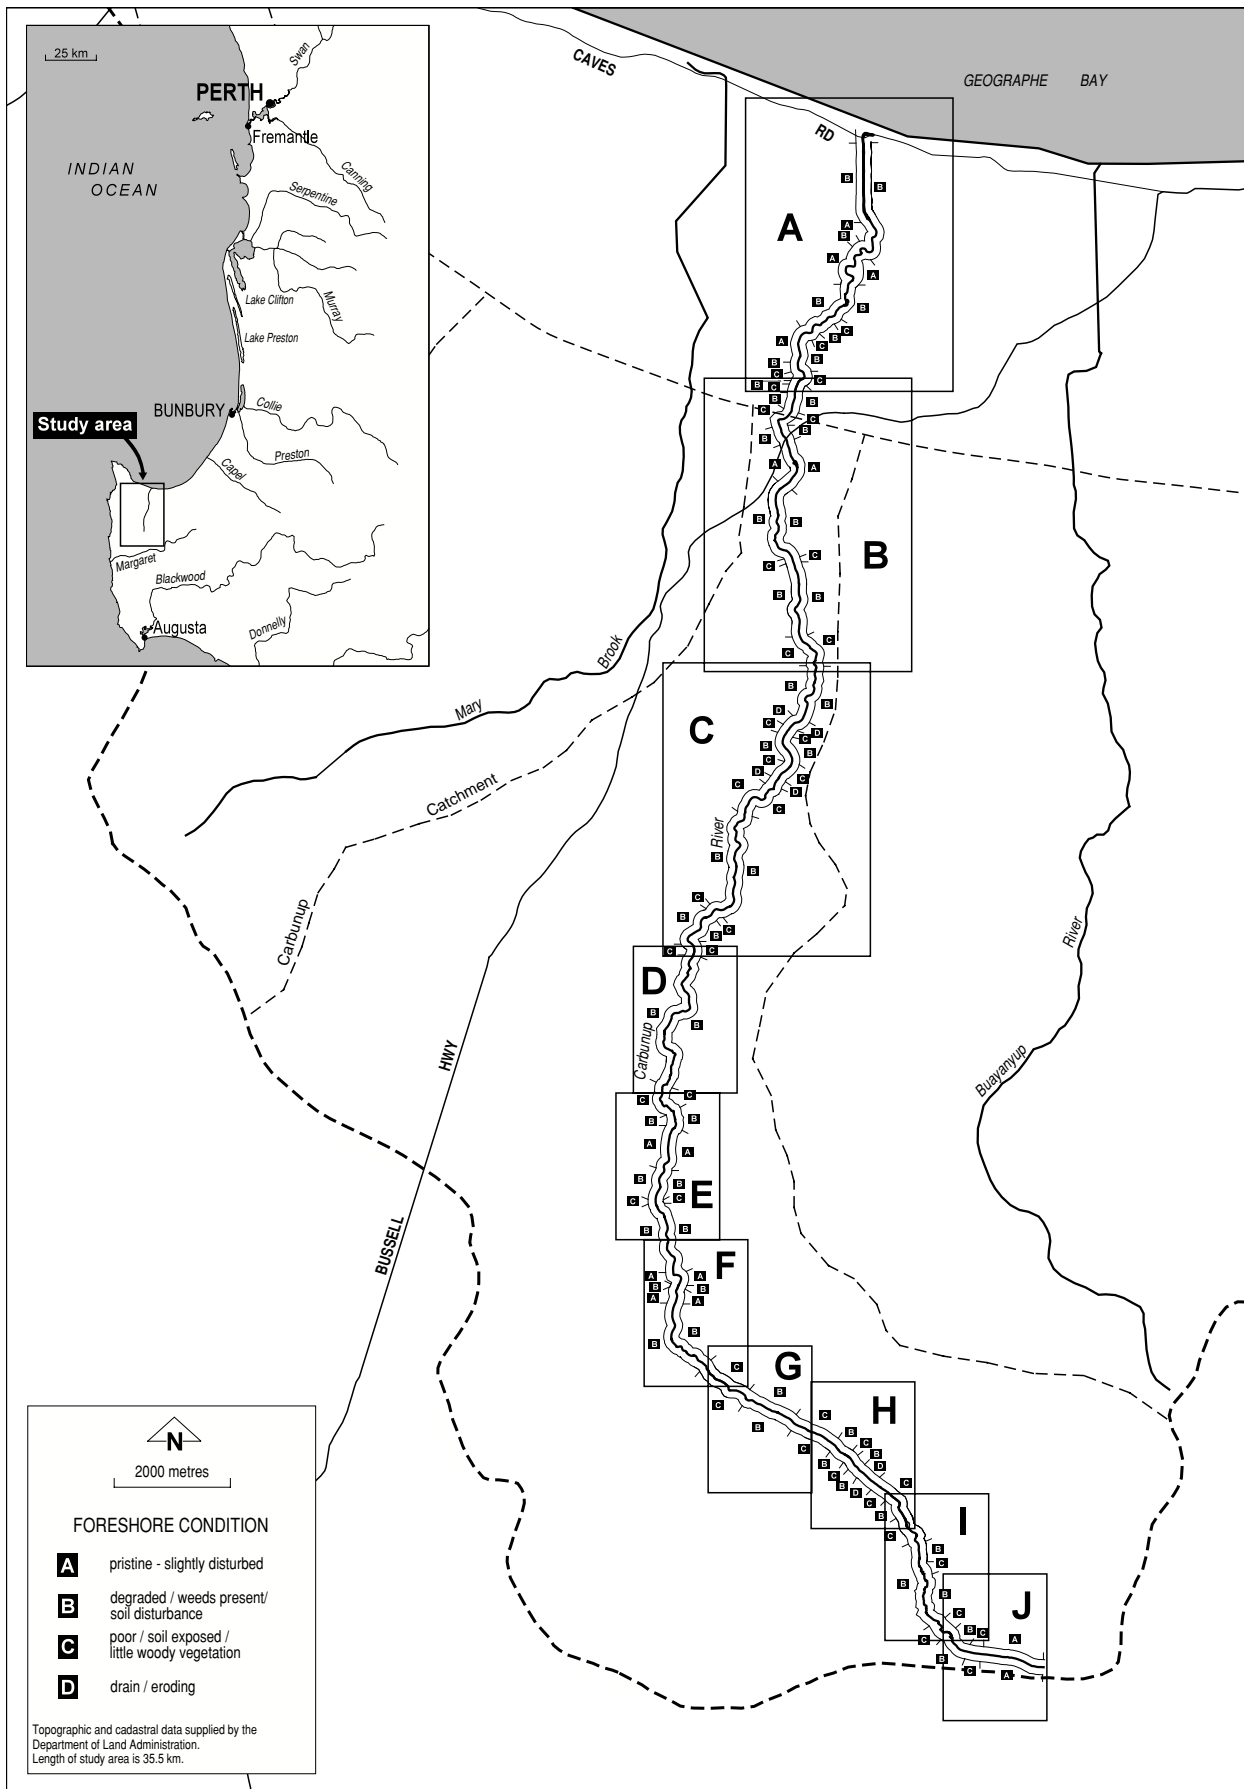 25 km
Swan
PERTH
Fremantle
INDIAN
OCEAN
Canning
Serpentine
Murray
Lake Clifton
Lake Preston
BUNBURY
Collie
Study area
Preston
Capel
Margaret
Blackwood
Donnelly
Augusta
CAVES
RD
GEOGRAPHE BAY
A
B
B
A
B
A
A
B
B
C
B
C
A
B
B
C
C
B
C
B
B
C
B
C
B
B
A
A
B
B
B
C
C
B
B
C
C
Brook
Mary
Catchment
Carbunup
C
B
B
D
C
D
C
B
B
C
D
C
D
C
C
River
B
B
C
B
C
B
C
C
D
B
B
Carbunup
HWY
BUSSELL
River
Buayanyup
C
C
B
B
A
A
B
B
C
C
E
B
B
F
A
A
B
B
A
A
B
B
G
C
B
C
B
C
H
C
B
C
B
D
C
B
C
B
D
C
B
I
C
B
C
B
B
C
B
C
J
A
C
B
C
A
N
2000 metres
FORESHORE CONDITION
A pristine - slightly disturbed
B degraded / weeds present/
soil disturbance
C poor / soil exposed /
little woody vegetation
D drain / eroding
Topographic and cadastral data supplied by the
Department of Land Administration.
Length of study area is 35.5 km.